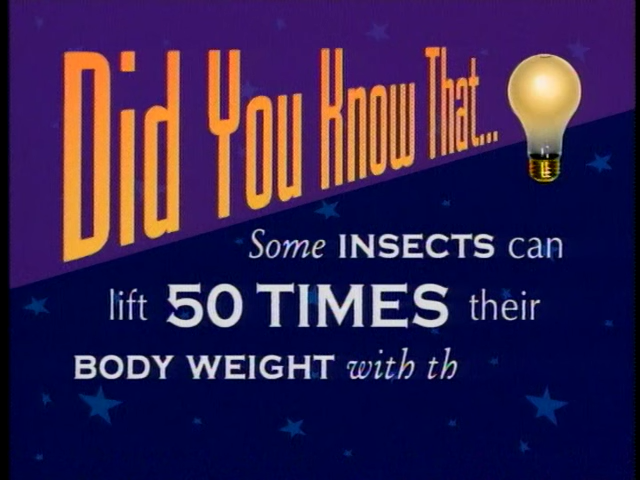 Did You Know That...
Some INSECTS can
lift 50 TIMES their
BODY WEIGHT with th